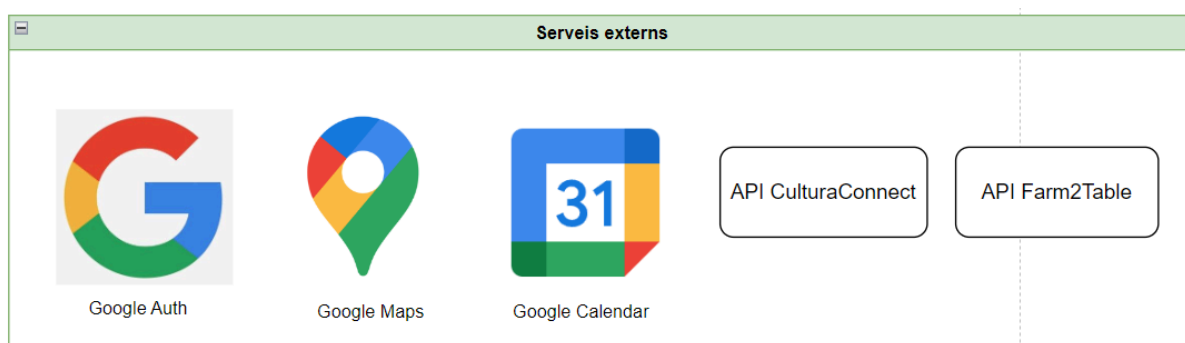 Serveis externs
31
API CulturaConnect
API Farm2Table
Google Auth
Google Maps
Google Calendar